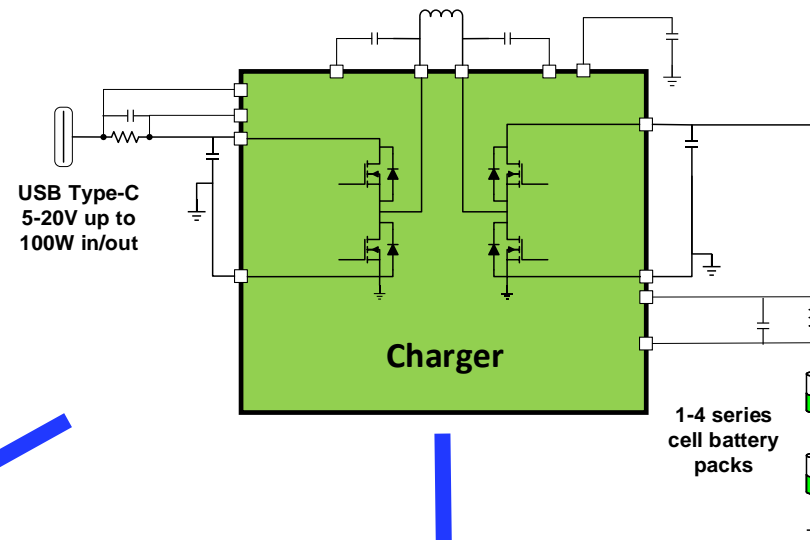 USB Type-C
5-20V up to
100W in/out
Charger
1-4 series
cell battery
packs